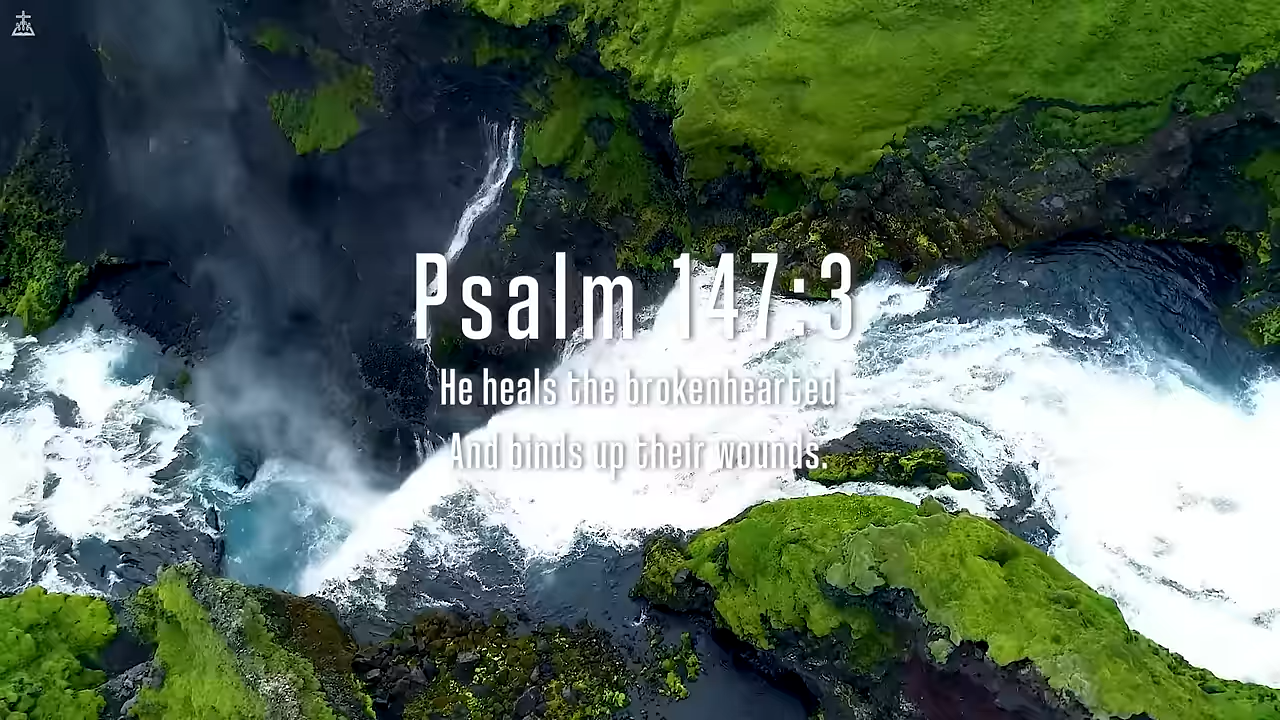 Psalm 147:3
He heals the brokenhearted
And binds up their wounds.